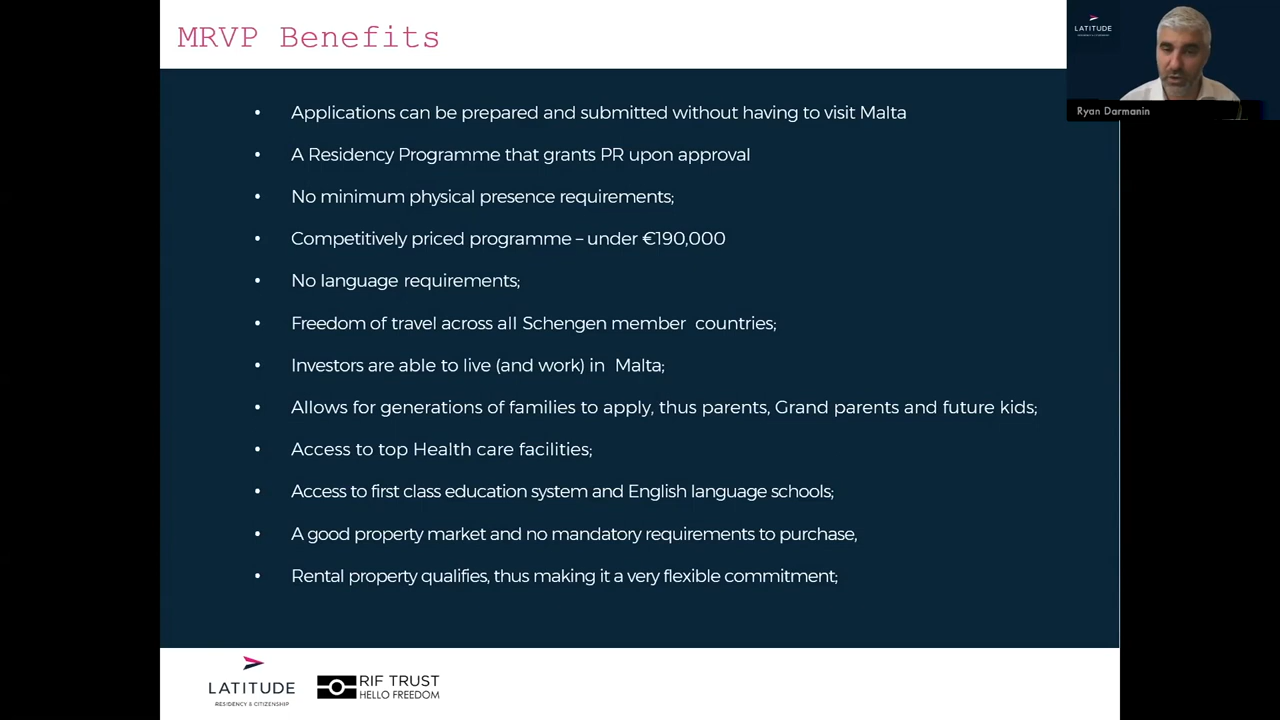 MRVP Benefits
LATITUDE
RESIDENCY & CITIZENSHIP
Ryan Darmanin
• Applications can be prepared and submitted without having to visit Malta
• A Residency Programme that grants PR upon approval
• No minimum physical presence requirements;
• Competitively priced programme – under €190,000
• No language requirements;
• Freedom of travel across all Schengen member countries;
• Investors are able to live (and work) in Malta;
• Allows for generations of families to apply, thus parents, Grand parents and future kids;
• Access to top Health care facilities;
• Access to first class education system and English language schools;
• A good property market and no mandatory requirements to purchase,
• Rental property qualifies, thus making it a very flexible commitment;
LATITUDE
RESIDENCY & CITIZENSHIP
RIF TRUST
HELLO FREEDOM